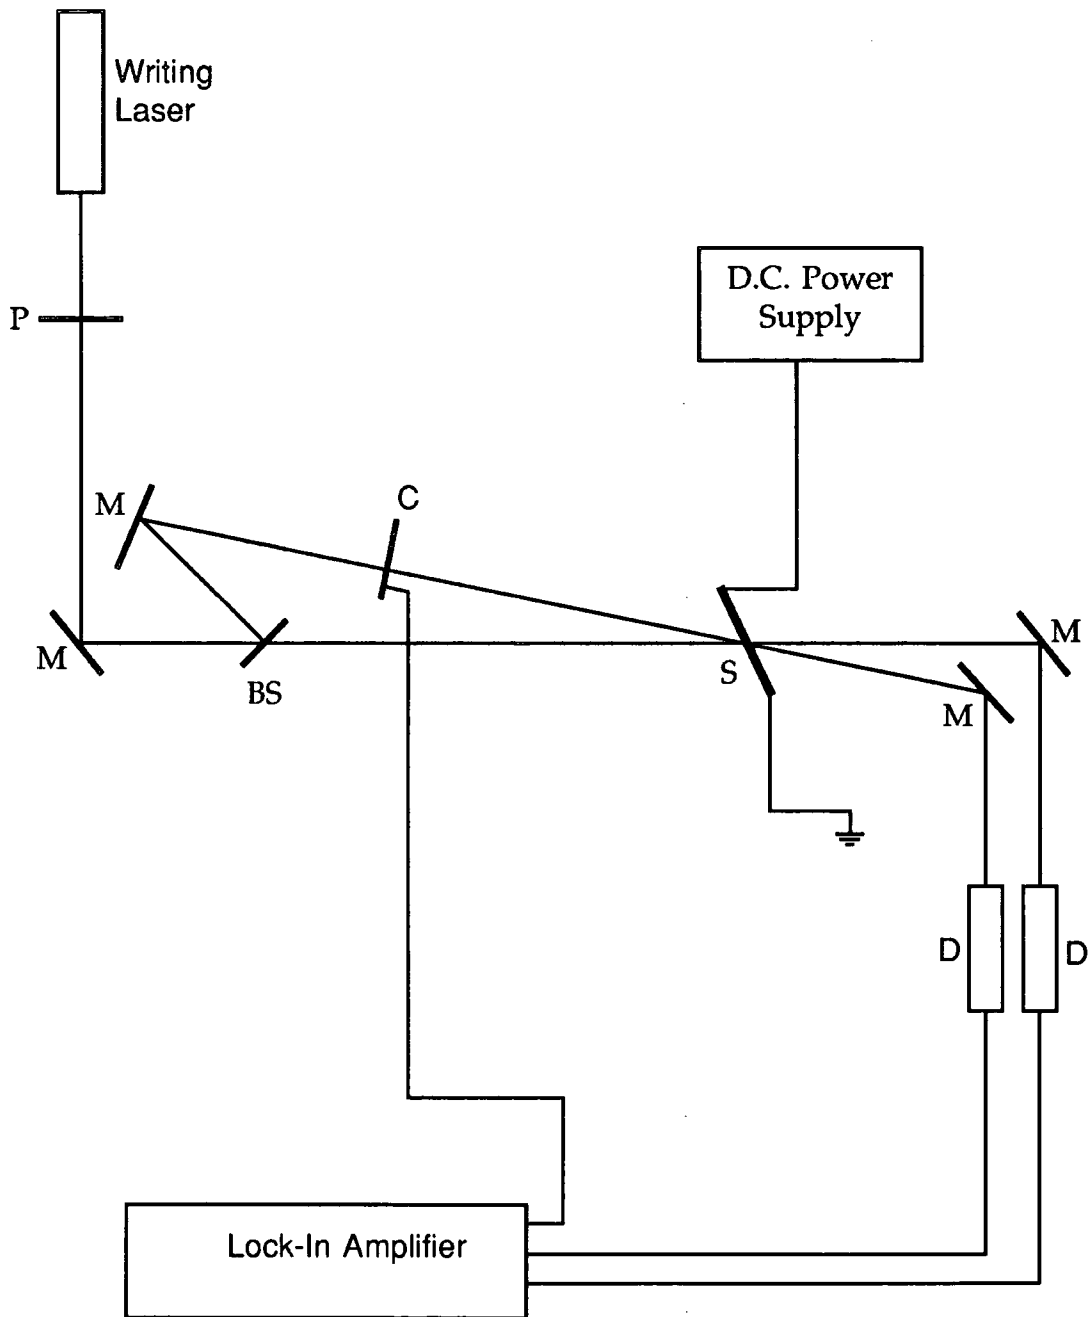 Writing
Laser
D.C. Power
Supply
P
M
C
M
BS
S
M
M
D
D
Lock-In Amplifier